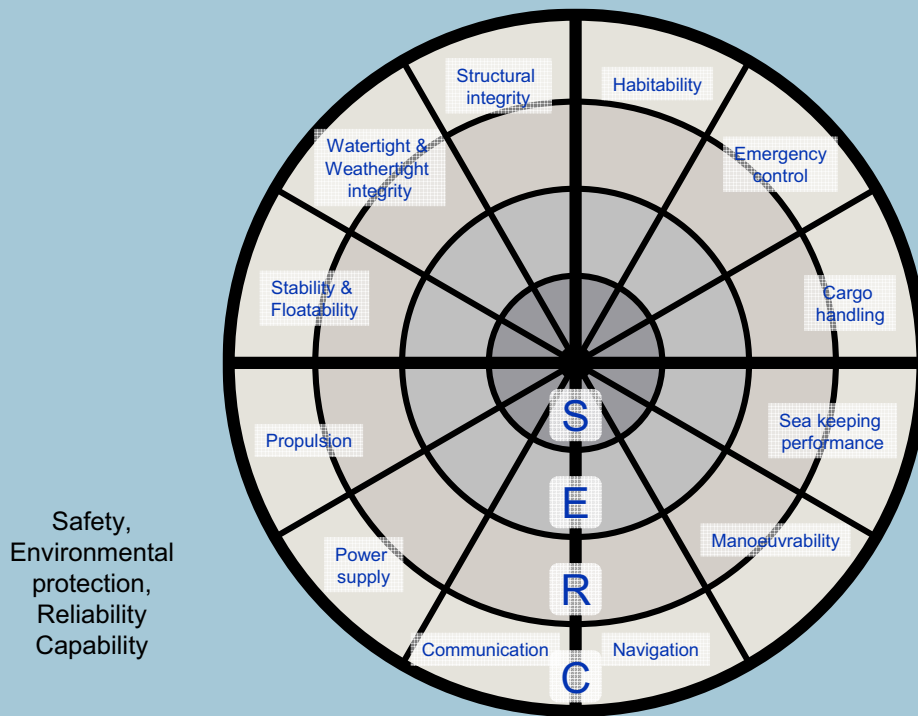 Structural
integrity
Habitability
Watertight &
Weathertight
integrity
Emergency
control
Stability &
Floatability
Cargo
handling
S
Propulsion
Sea keeping
performance
E
Safety,
Environmental
protection,
Reliability
Capability
Power
supply
Manoeuvrability
R
Communication
Navigation
C